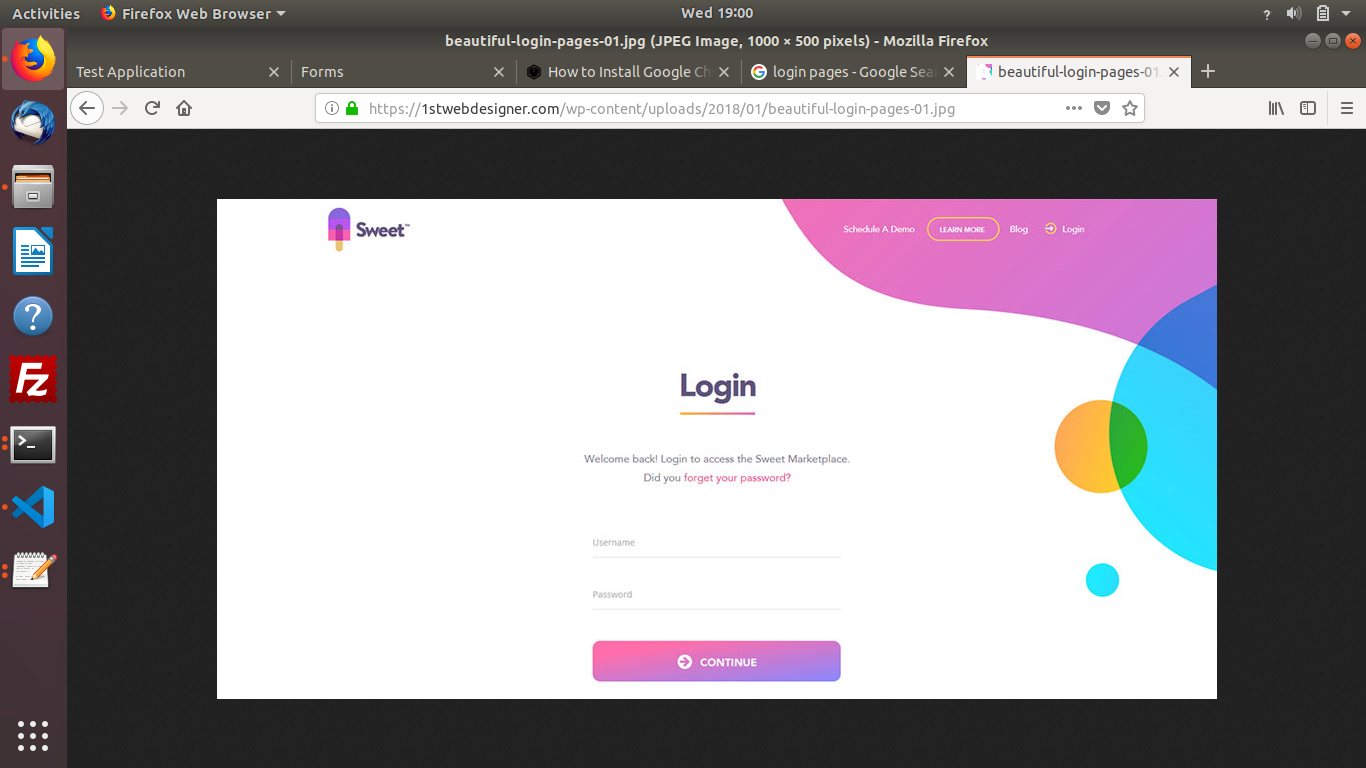 Activities Firefox Web Browser Wed 19:00 ?
beautiful-login-pages-01.jpg (JPEG Image, 1000 × 500 pixels) - Mozilla Firefox
Test Application Forms How to Install Google Ch login pages - Google Sea beautiful-login-pages-01.
https://1stwebdesigner.com/wp-content/uploads/2018/01/beautiful-login-pages-01.jpg
Sweet™ Schedule A Demo LEARN MORE Blog Login
Login
Welcome back! Login to access the Sweet Marketplace.
Did you forget your password?
Username
Password
CONTINUE
?
Fz
>_